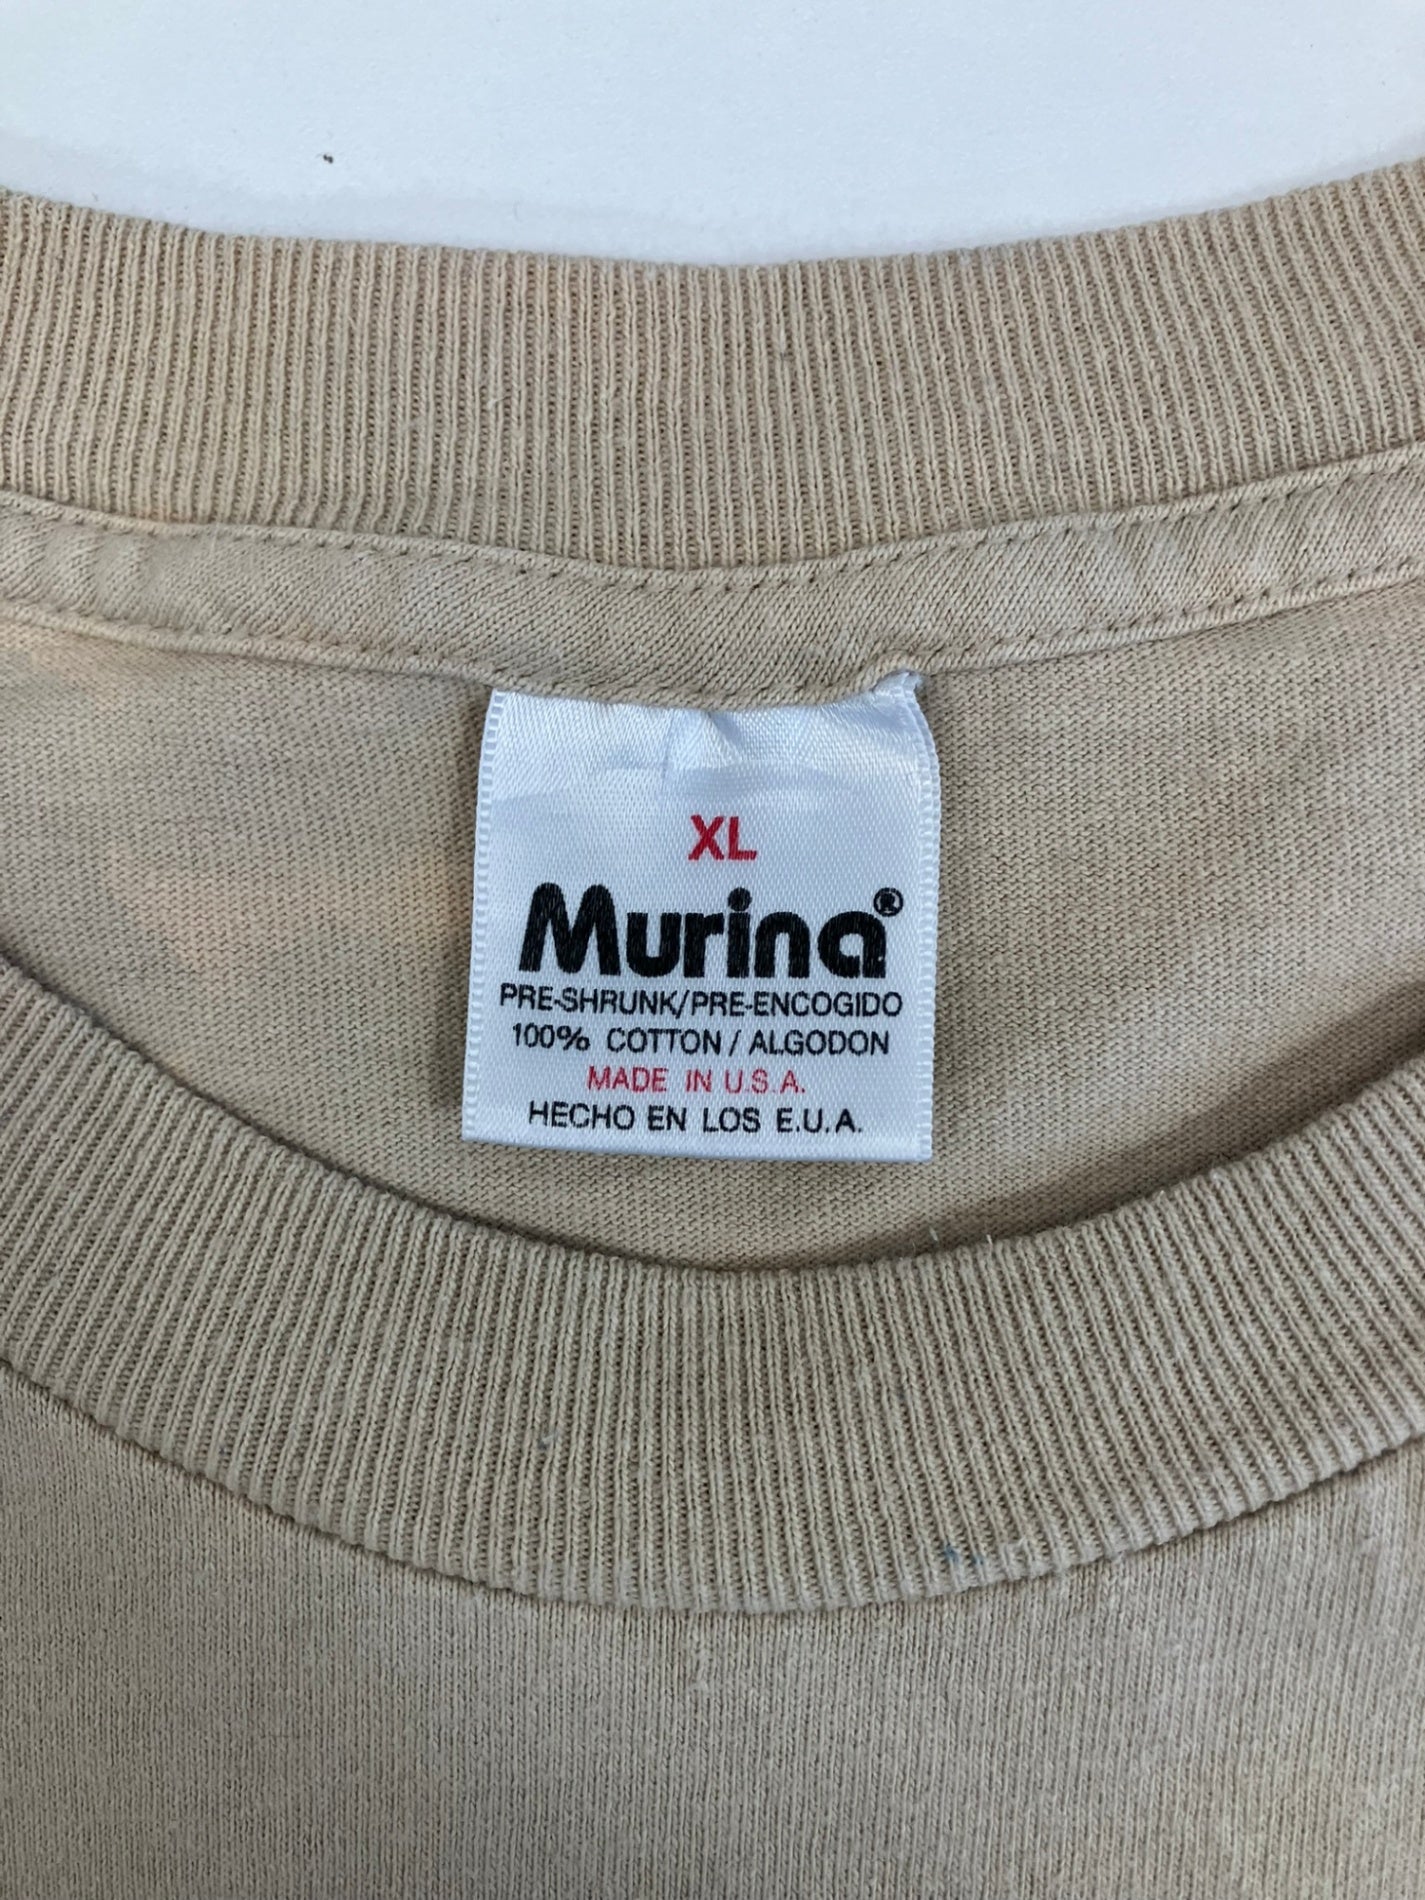 XL
Murina®
PRE-SHRUNK/PRE-ENCOGIDO
100% COTTON / ALGODON
MADE IN U.S.A.
HECHO EN LOS E.U.A.